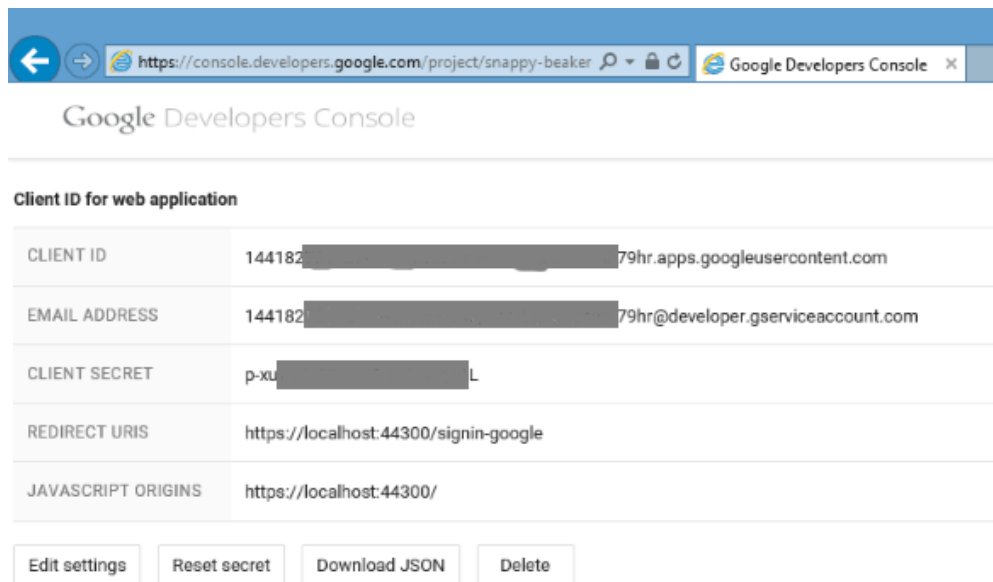 https://console.developers.google.com/project/snappy-beaker
Google Developers Console
Google Developers Console
Client ID for web application
CLIENT ID 144182 79hr.apps.googleusercontent.com
EMAIL ADDRESS 144182 79hr@developer.gserviceaccount.com
CLIENT SECRET p-xu L
REDIRECT URIS https://localhost:44300/signin-google
JAVASCRIPT ORIGINS https://localhost:44300/
Edit settings Reset secret Download JSON Delete